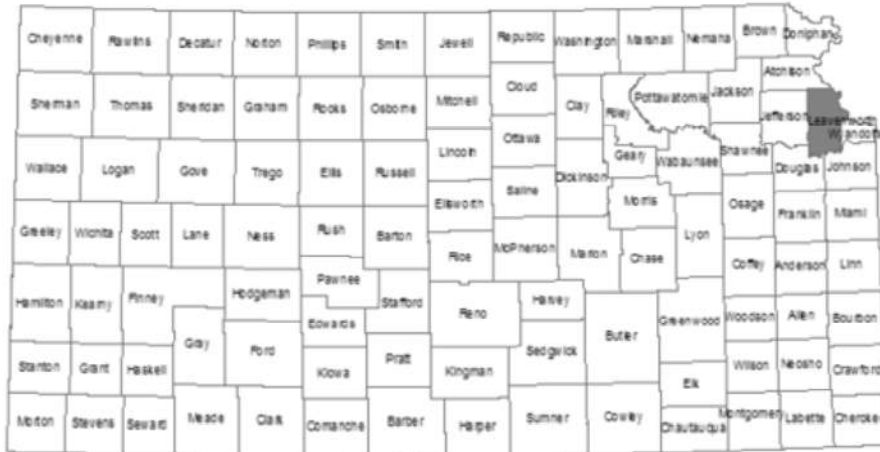 Cheyenne Rawlins Decatur Norton Phillips Smith Jewell Republic Washington Marshall Nemaha Brown Doniphan
Atchison
Sherman Thomas Sheridan Graham Rooks Osborne Mitchell Cloud Clay Riley Pottawatomie Jackson Jefferson Leavenworth
Wyandotte
Lincoln Ottawa
Wallace Logan Gove Trego Ellis Russell Dickinson Geary Wabaunsee Shawnee Douglas Johnson
Ellsworth Saline Morris Osage
Greeley Wichita Scott Lane Ness Rush Barton Rice McPherson Marion Chase Lyon Franklin Miami
Coffey Anderson Linn
Hamilton Kearny Finney Hodgeman Pawnee Stafford Reno Harvey
Edwards
Gray Ford Sedgwick Butler Greenwood Woodson Allen Bourbon
Stanton Grant Haskell Kiowa Pratt Kingman Elk Wilson Neosho Crawford
Morton Stevens Seward Meade Clark Comanche Barber Harper Sumner Cowley Chautauqua Montgomery Labette Cherokee